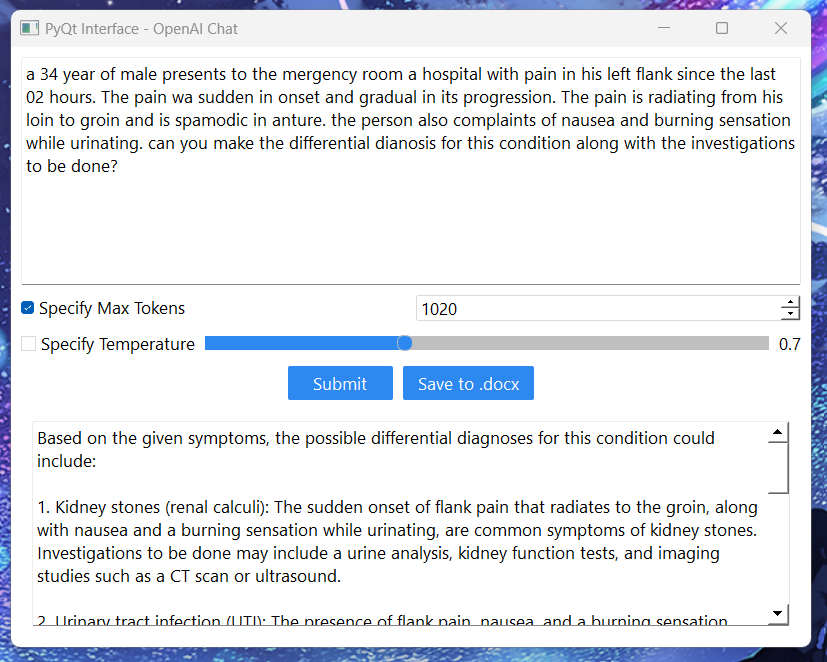 PyQt Interface - OpenAI Chat
a 34 year of male presents to the mergency room a hospital with pain in his left flank since the last
02 hours. The pain wa sudden in onset and gradual in its progression. The pain is radiating from his
loin to groin and is spamodic in anture. the person also complaints of nausea and burning sensation
while urinating. can you make the differential dianosis for this condition along with the investigations
to be done?
Specify Max Tokens
1020
Specify Temperature
0.7
Submit
Save to .docx
Based on the given symptoms, the possible differential diagnoses for this condition could
include:
1. Kidney stones (renal calculi): The sudden onset of flank pain that radiates to the groin, along
with nausea and a burning sensation while urinating, are common symptoms of kidney stones.
Investigations to be done may include a urine analysis, kidney function tests, and imaging
studies such as a CT scan or ultrasound.
2. Urinary tract infection (UTI): The presence of flank pain, nausea, and a burning sensation